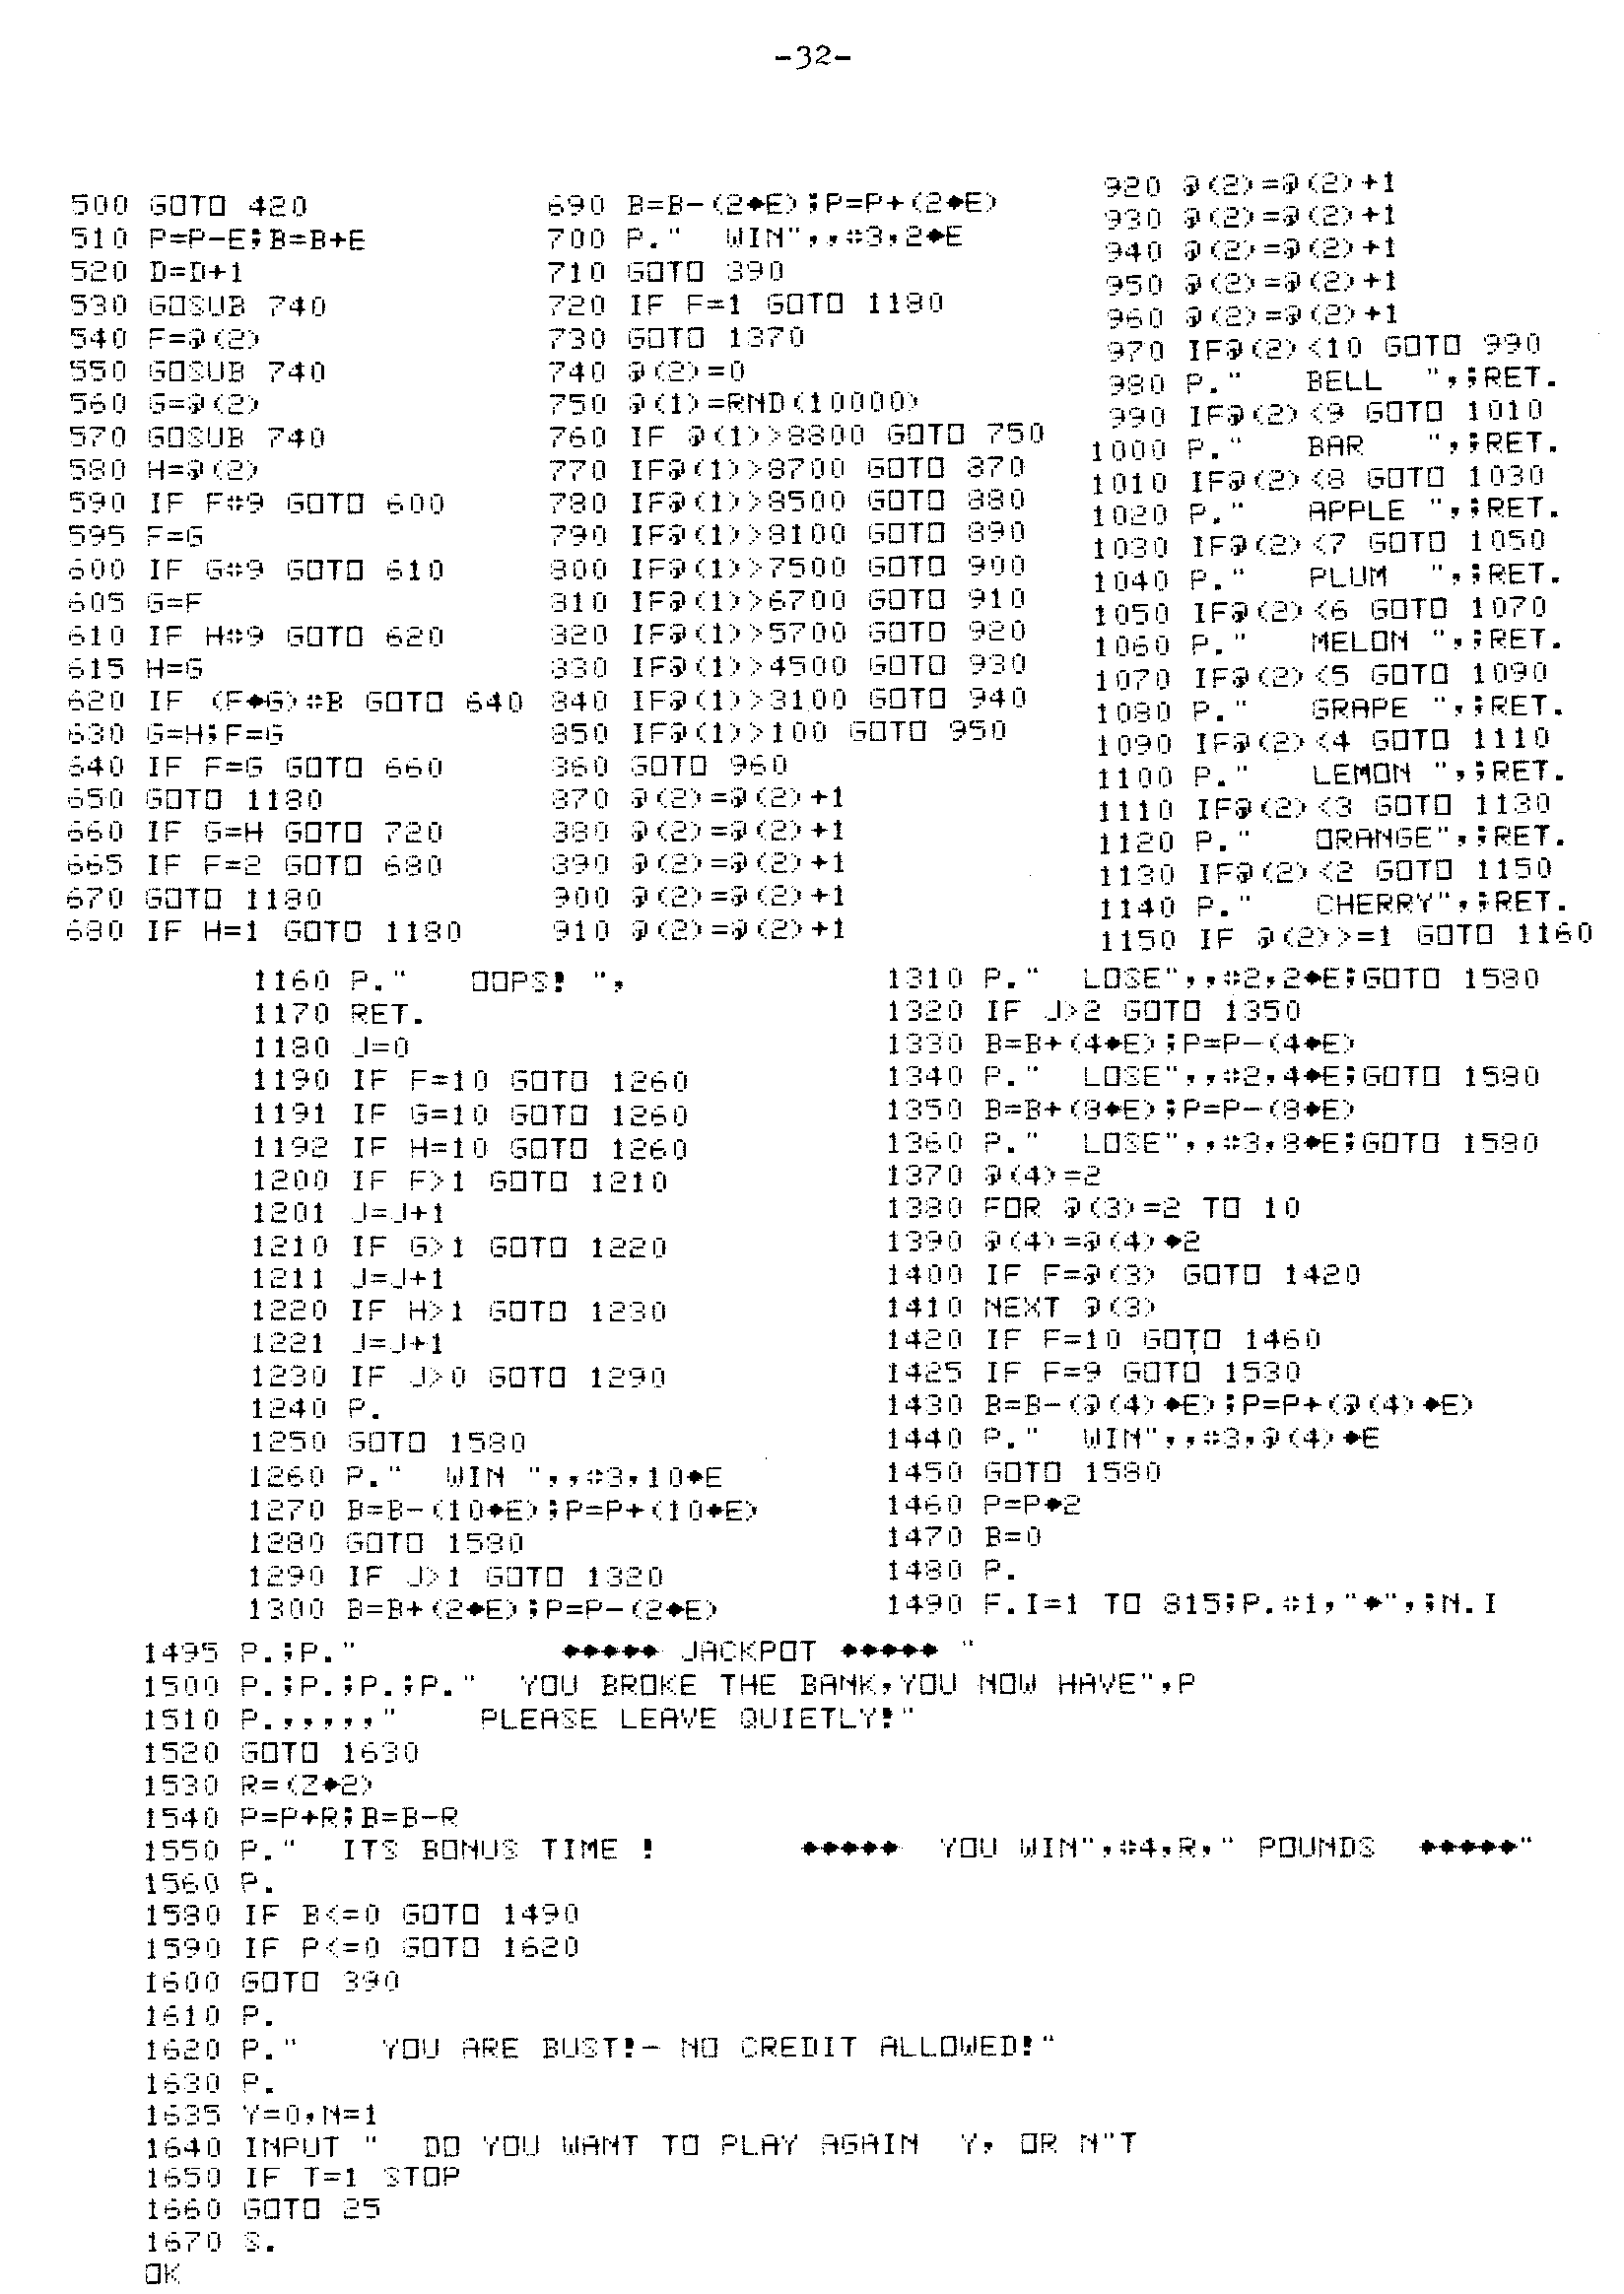 -32-
500 GOTO 420
510 P=P-E;B=B+E
520 D=D+1
530 GOSUB 740
540 F=@(2)
550 GOSUB 740
560 G=@(2)
570 GOSUB 740
580 H=@(2)
590 IF F#9 GOTO 600
595 F=G
600 IF G#9 GOTO 610
605 G=F
610 IF H#9 GOTO 620
615 H=G
620 IF (F*G)#B GOTO 640
630 G=H;F=G
640 IF F=G GOTO 660
650 GOTO 1180
660 IF G=H GOTO 720
665 IF F=2 GOTO 680
670 GOTO 1180
680 IF H=1 GOTO 1180
690 B=B-(2*E);P=P+(2*E)
700 P."   WIN",,#3,2*E
710 GOTO 390
720 IF F=1 GOTO 1180
730 GOTO 1370
740 @(2)=0
750 @(1)=RND(10000)
760 IF @(1)>8800 GOTO 750
770 IF@(1)>8700 GOTO 870
780 IF@(1)>8500 GOTO 880
790 IF@(1)>8100 GOTO 890
800 IF@(1)>7500 GOTO 900
810 IF@(1)>6700 GOTO 910
820 IF@(1)>5700 GOTO 920
830 IF@(1)>4500 GOTO 930
840 IF@(1)>3100 GOTO 940
850 IF@(1)>100 GOTO 950
860 GOTO 960
870 @(2)=@(2)+1
880 @(2)=@(2)+1
890 @(2)=@(2)+1
900 @(2)=@(2)+1
910 @(2)=@(2)+1
920 @(2)=@(2)+1
930 @(2)=@(2)+1
940 @(2)=@(2)+1
950 @(2)=@(2)+1
960 @(2)=@(2)+1
970 IF@(2)<10 GOTO 990
980 P."   BELL  ",;RET.
990 IF@(2)<9 GOTO 1010
1000 P."   BAR   ",;RET.
1010 IF@(2)<8 GOTO 1030
1020 P."   APPLE ",;RET.
1030 IF@(2)<7 GOTO 1050
1040 P."   PLUM  ",;RET.
1050 IF@(2)<6 GOTO 1070
1060 P."   MELON ",;RET.
1070 IF@(2)<5 GOTO 1090
1080 P."   GRAPE ",;RET.
1090 IF@(2)<4 GOTO 1110
1100 P."   LEMON ",;RET.
1110 IF@(2)<3 GOTO 1130
1120 P."   ORANGE",;RET.
1130 IF@(2)<2 GOTO 1150
1140 P."   CHERRY",;RET.
1150 IF @(2)>=1 GOTO 1160
1160 P."   OOPS! ",
1170 RET.
1180 J=0
1190 IF F=10 GOTO 1260
1191 IF G=10 GOTO 1260
1192 IF H=10 GOTO 1260
1200 IF F>1 GOTO 1210
1201 J=J+1
1210 IF G>1 GOTO 1220
1211 J=J+1
1220 IF H>1 GOTO 1230
1221 J=J+1
1230 IF J>0 GOTO 1290
1240 P.
1250 GOTO 1580
1260 P."  WIN ",,#3,10*E
1270 B=B-(10*E);P=P+(10*E)
1280 GOTO 1580
1290 IF J>1 GOTO 1320
1300 B=B+(2*E);P=P-(2*E)
1310 P."  LOSE",,#2,2*E;GOTO 1580
1320 IF J>2 GOTO 1350
1330 B=B+(4*E);P=P-(4*E)
1340 P."  LOSE",,#2,4*E;GOTO 1580
1350 B=B+(8*E);P=P-(8*E)
1360 P."  LOSE",,#3,8*E;GOTO 1580
1370 @(4)=2
1380 FOR @(3)=2 TO 10
1390 @(4)=@(4)*2
1400 IF F=@(3) GOTO 1420
1410 NEXT @(3)
1420 IF F=10 GOTO 1460
1425 IF F=9 GOTO 1530
1430 B=B-(@(4)*E);P=P+(@(4)*E)
1440 P."  WIN",,#3,@(4)*E
1450 GOTO 1580
1460 P=P*2
1470 B=0
1480 P.
1490 F.I=1 TO 815;P.#1,"*",;N.I
1495 P.;P."          ***** JACKPOT ***** "
1500 P.;P.;P.;P."  YOU BROKE THE BANK,YOU NOW HAVE",P
1510 P.,,,,,"    PLEASE LEAVE QUIETLY!"
1520 GOTO 1630
1530 R=(Z*2)
1540 P=P+R;B=B-R
1550 P."  ITS BONUS TIME !       *****  YOU WIN",#4,R," POUNDS  *****"
1560 P.
1580 IF B<=0 GOTO 1490
1590 IF P<=0 GOTO 1620
1600 GOTO 390
1610 P.
1620 P."    YOU ARE BUST!- NO CREDIT ALLOWED!"
1630 P.
1635 Y=0,N=1
1640 INPUT "  DO YOU WANT TO PLAY AGAIN  Y, OR N"T
1650 IF T=1 STOP
1660 GOTO 25
1670 S.
OK